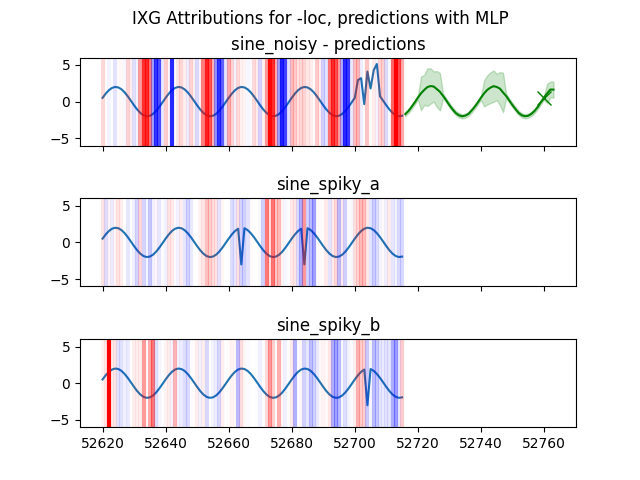 IXG Attributions for -loc, predictions with MLP
sine_noisy - predictions
5
0
−5
sine_spiky_a
5
0
−5
sine_spiky_b
5
0
−5
52620 52640 52660 52680 52700 52720 52740 52760